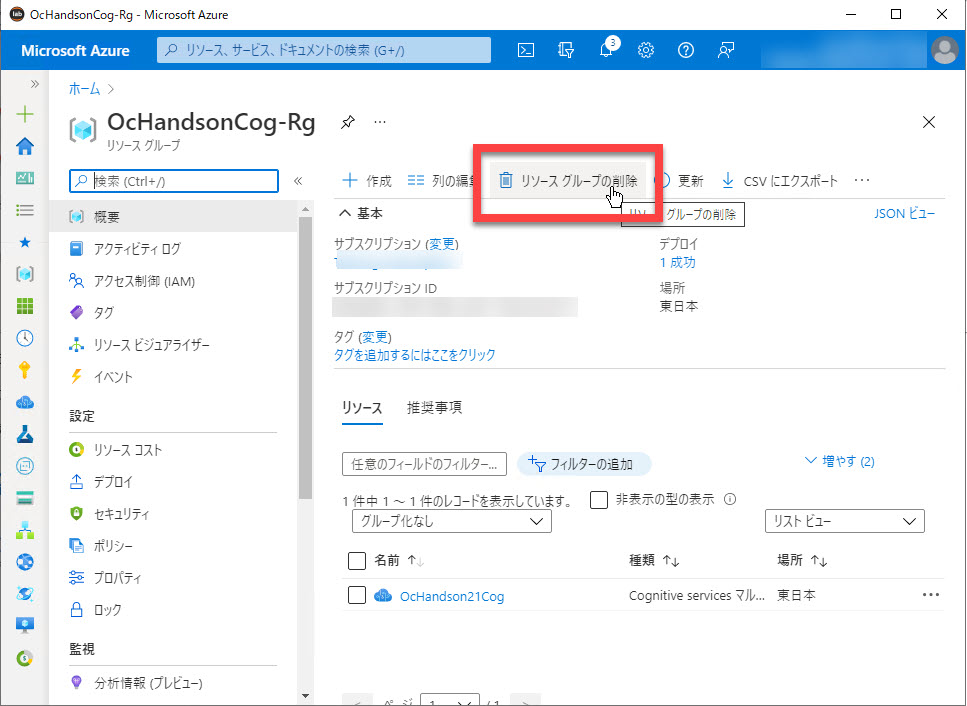 OcHandsonCog-Rg - Microsoft Azure
Microsoft Azure
リソース、サービス、ドキュメントの検索 (G+/)
3
ホーム
OcHandsonCog-Rg
リソース グループ
検索 (Ctrl+/)
作成
列の編集
リソース グループの削除
更新
CSV にエクスポート
グループの削除
概要
アクティビティ ログ
アクセス制御 (IAM)
タグ
リソース ビジュアライザー
イベント
設定
リソース コスト
デプロイ
セキュリティ
ポリシー
プロパティ
ロック
監視
分析情報 (プレビュー)
基本
JSON ビュー
サブスクリプション (変更)
デプロイ
1 成功
サブスクリプション ID
場所
東日本
タグ (変更)
タグを追加するにはここをクリック
リソース
推奨事項
任意のフィールドのフィルター...
フィルターの追加
増やす (2)
1 件中 1 ～ 1 件のレコードを表示しています。
非表示の型の表示
グループ化なし
リスト ビュー
名前
種類
場所
OcHandson21Cog
Cognitive services マル...
東日本
ページ
1
/ 1